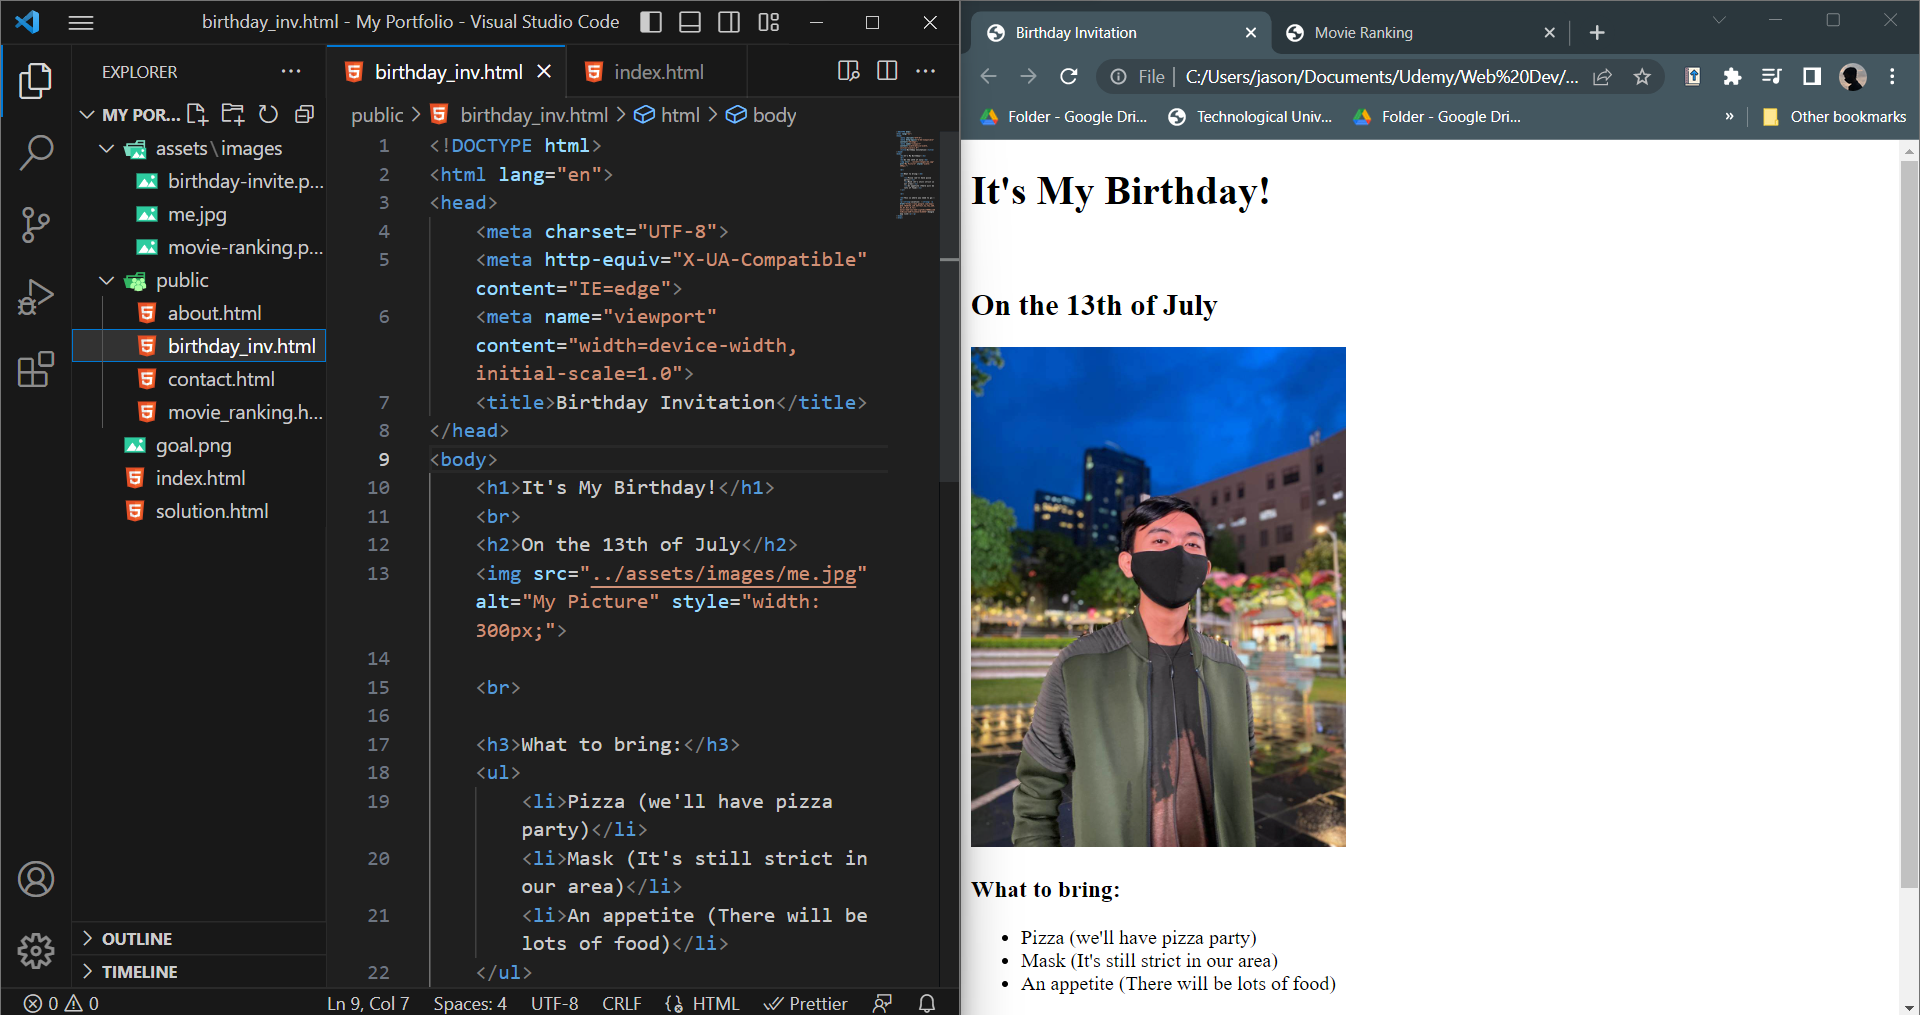 birthday_inv.html - My Portfolio - Visual Studio Code
EXPLORER
MY POR...
assets\images
birthday-invite.p...
me.jpg
movie-ranking.p...
public
about.html
birthday_inv.html
contact.html
movie_ranking.h...
goal.png
index.html
solution.html
OUTLINE
TIMELINE
birthday_inv.html
index.html
public > birthday_inv.html > html > body
1 <!DOCTYPE html>
2 <html lang="en">
3 <head>
4 <meta charset="UTF-8">
5 <meta http-equiv="X-UA-Compatible"
content="IE=edge">
6 <meta name="viewport"
content="width=device-width,
initial-scale=1.0">
7 <title>Birthday Invitation</title>
8 </head>
9 <body>
10 <h1>It's My Birthday!</h1>
11 <br>
12 <h2>On the 13th of July</h2>
13 <img src="../assets/images/me.jpg"
alt="My Picture" style="width:
300px;">
14
15 <br>
16
17 <h3>What to bring:</h3>
18 <ul>
19 <li>Pizza (we'll have pizza
party)</li>
20 <li>Mask (It's still strict in
our area)</li>
21 <li>An appetite (There will be
lots of food)</li>
22 </ul>
0 0 Ln 9, Col 7 Spaces: 4 UTF-8 CRLF HTML Prettier
Birthday Invitation
Movie Ranking
File | C:/Users/jason/Documents/Udemy/Web%20Dev/...
Folder - Google Dri...
Technological Univ...
Folder - Google Dri...
»
Other bookmarks
It's My Birthday!
On the 13th of July
What to bring:
• Pizza (we'll have pizza party)
• Mask (It's still strict in our area)
• An appetite (There will be lots of food)